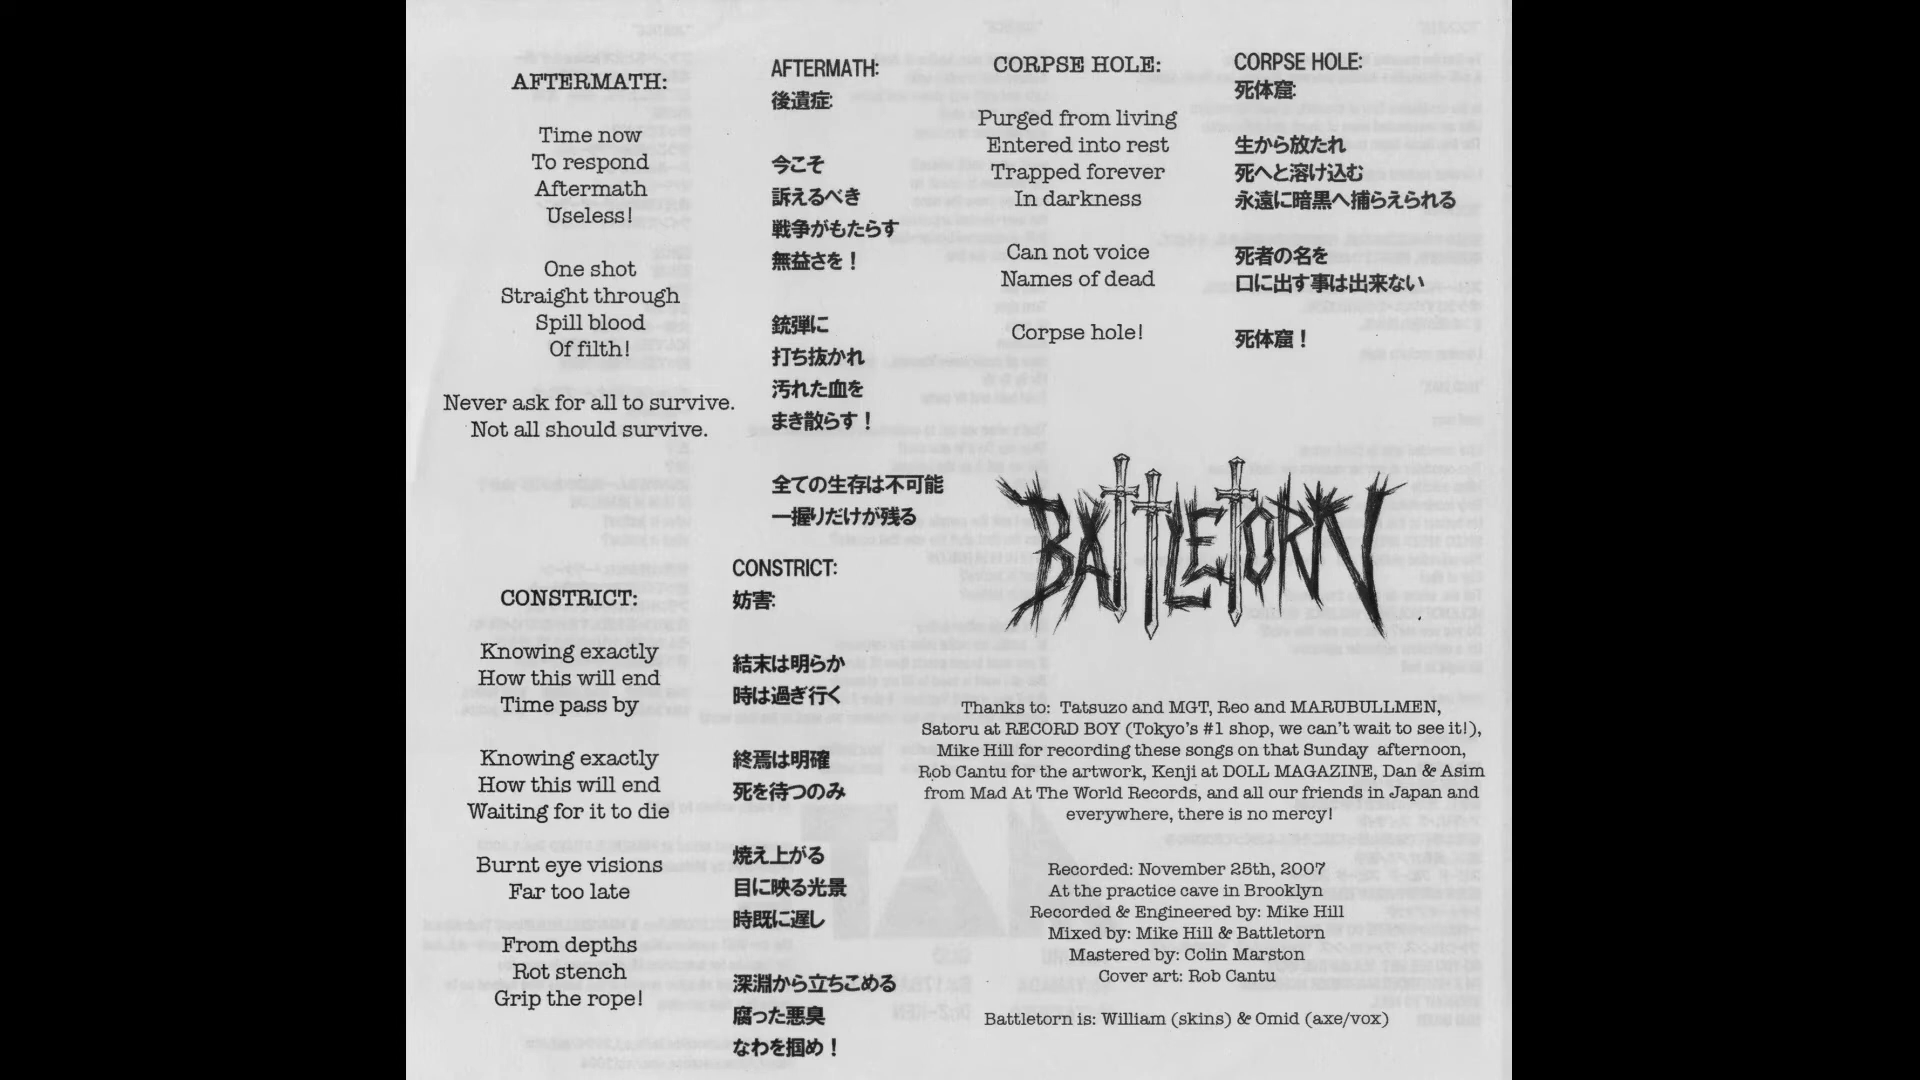 AFTERMATH:
Time now
To respond
Aftermath
Useless!
One shot
Straight through
Spill blood
Of filth!
Never ask for all to survive.
Not all should survive.
CONSTRICT:
Knowing exactly
How this will end
Time pass by
Knowing exactly
How this will end
Waiting for it to die
Burnt eye visions
Far too late
From depths
Rot stench
Grip the rope!
AFTERMATH:
後遺症:
今こそ
訴えるべき
戦争がもたらす
無益さを！
銃弾に
打ち抜かれ
汚れた血を
まき散らす！
全ての生存は不可能
一握りだけが残る
CONSTRICT:
妨害:
結末は明らか
時は過ぎ行く
終焉は明確
死を待つのみ
焼え上がる
目に映る光景
時既に遅し
深淵から立ちこめる
腐った悪臭
なわを掴め！
CORPSE HOLE:
Purged from living
Entered into rest
Trapped forever
In darkness
Can not voice
Names of dead
Corpse hole!
CORPSE HOLE:
死体窟:
生から放たれ
死へと溶け込む
永遠に暗黒へ捕らえられる
死者の名を
口に出す事は出来ない
死体窟！
BATTLETORN
Thanks to: Tatsuzo and MGT, Reo and MARUBULLMEN,
Satoru at RECORD BOY (Tokyo's #1 shop, we can't wait to see it!),
Mike Hill for recording these songs on that Sunday afternoon,
Rob Cantu for the artwork, Kenji at DOLL MAGAZINE, Dan & Asim
from Mad At The World Records, and all our friends in Japan and
everywhere, there is no mercy!
Recorded: November 25th, 2007
At the practice cave in Brooklyn
Recorded & Engineered by: Mike Hill
Mixed by: Mike Hill & Battletorn
Mastered by: Colin Marston
Cover art: Rob Cantu
Battletorn is: William (skins) & Omid (axe/vox)